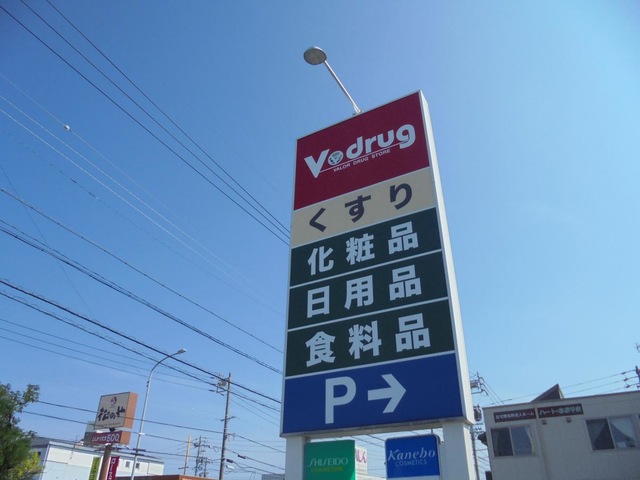 V drug
VALOR DRUG STORE
くすり
化粧品
日用品
食料品
P →
SHISEIDO
Kanebo
COSMETICS